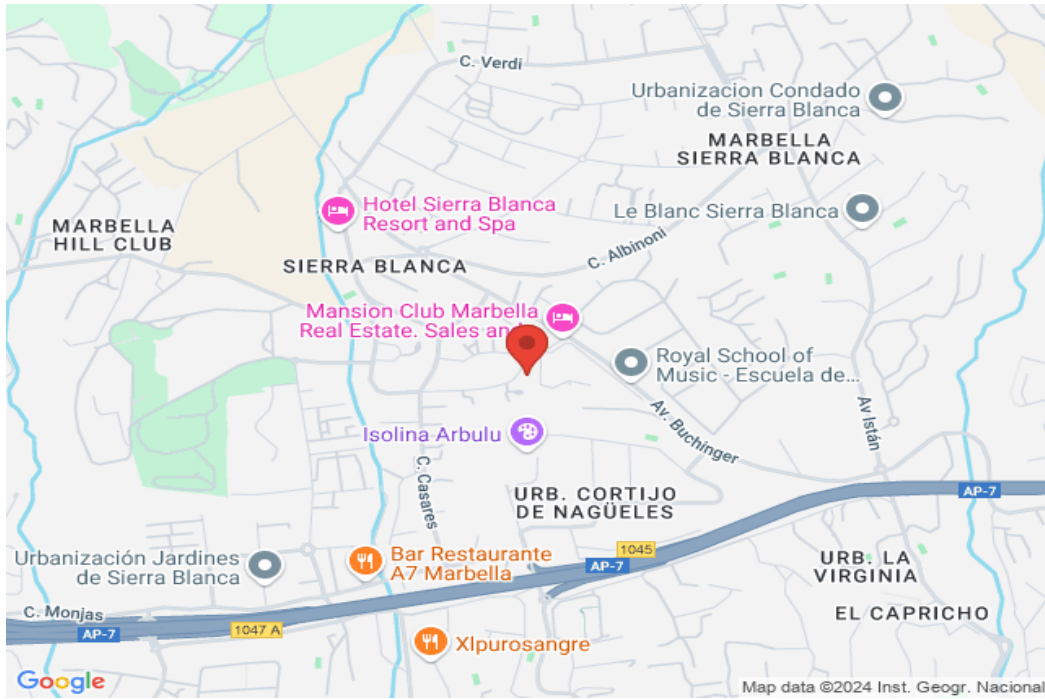 C. Verdi
Urbanizacion Condado
de Sierra Blanca
MARBELLA
SIERRA BLANCA
Hotel Sierra Blanca
Resort and Spa
Le Blanc Sierra Blanca
MARBELLA
HILL CLUB
C. Albinoni
SIERRA BLANCA
Mansion Club Marbella
Real Estate. Sales and
Royal School of
Music - Escuela de...
Av. Buchinger
Av Istán
Isolina Arbulu
C. Casares
URB. CORTIJO
DE NAGÜELES
AP-7
1045
AP-7
Urbanización Jardines
de Sierra Blanca
Bar Restaurante
A7 Marbella
URB. LA
VIRGINIA
EL CAPRICHO
C. Monjas
AP-7
1047 A
Xlpurosangre
Google
Map data ©2024 Inst. Geogr. Nacional